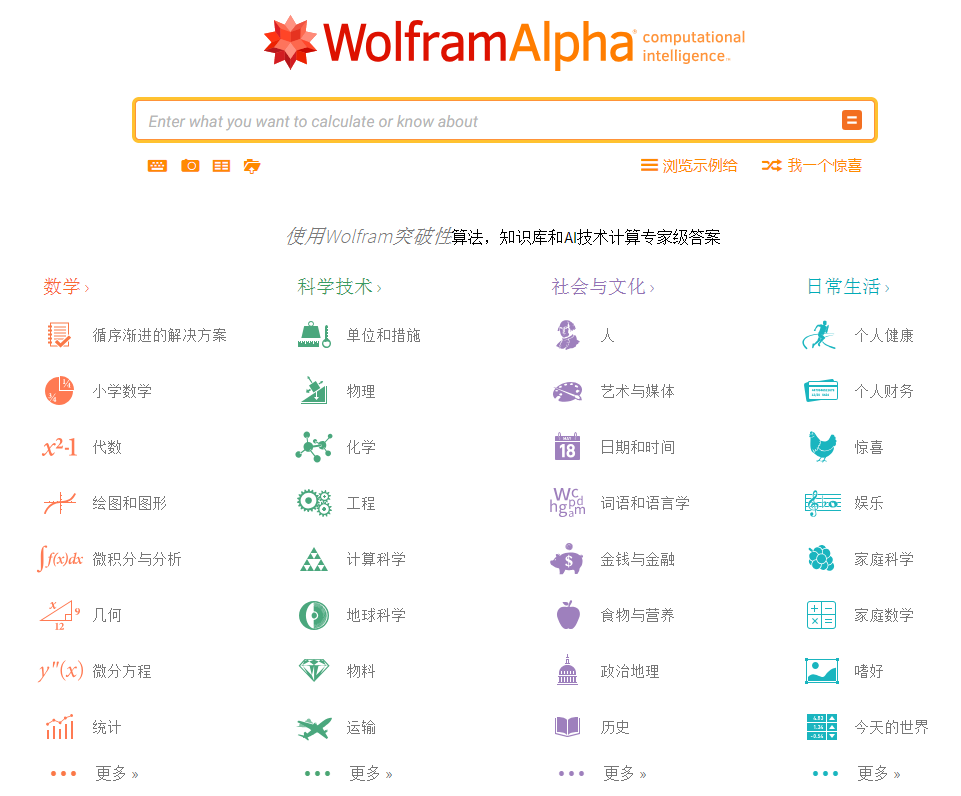 WolframAlpha computational intelligence™
Enter what you want to calculate or know about
浏览示例给 我一个惊喜
使用Wolfram突破性算法，知识库和AI技术计算专家级答案
数学 ›
循序渐进的解决方案
小学数学
x²-1 代数
绘图和图形
∫f(x)dx 微积分与分析
x 9 12 几何
y″(x) 微分方程
统计
更多 »
科学技术 ›
单位和措施
物理
化学
工程
计算科学
地球科学
物料
运输
更多 »
社会与文化 ›
人
艺术与媒体
MAY 18 日期和时间
Wc pd hg am 词语和语言学
$ 金钱与金融
食物与营养
政治地理
历史
更多 »
日常生活 ›
个人健康
个人财务
惊喜
娱乐
家庭科学
+ − × = 家庭数学
嗜好
今天的世界
更多 »